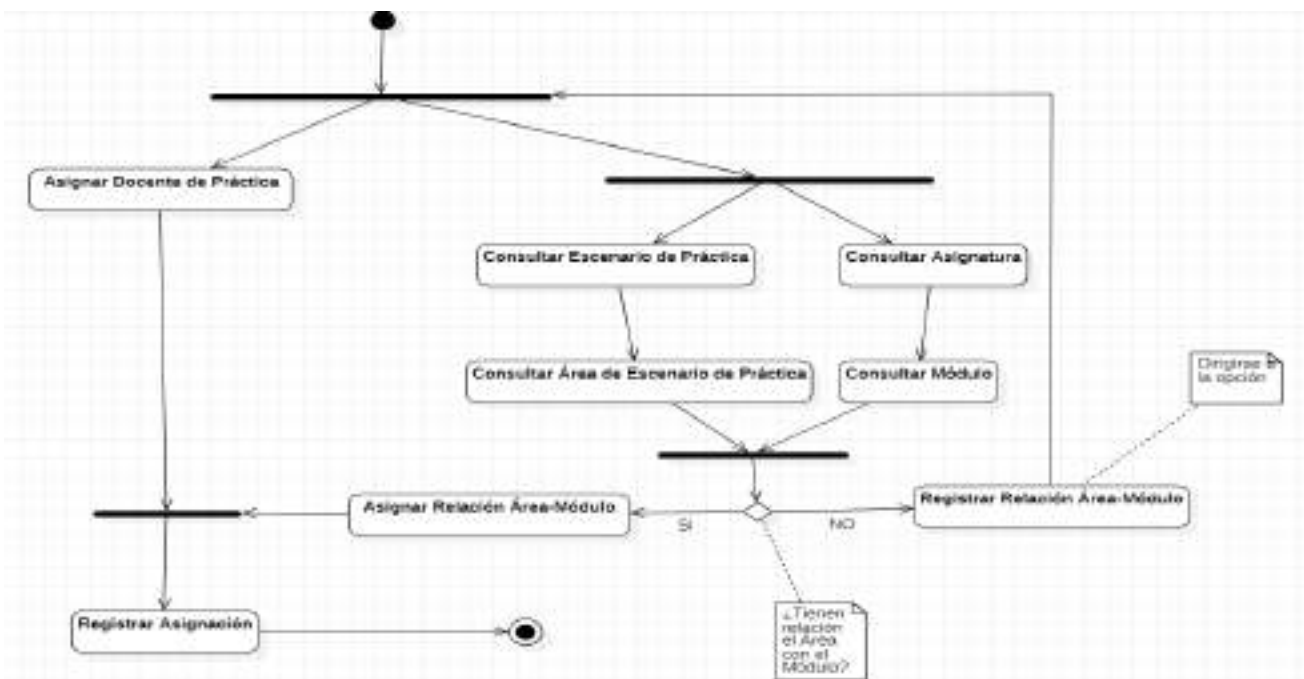 Asignar Docente de Práctica
Consultar Escenario de Práctica
Consultar Asignatura
Consultar Área de Escenario de Práctica
Consultar Módulo
Dirigirse a
la opción
Asignar Relación Área-Módulo
SI
NO
Registrar Relación Área-Módulo
Registrar Asignación
¿Tienen
relación
el Área
con el
Módulo?